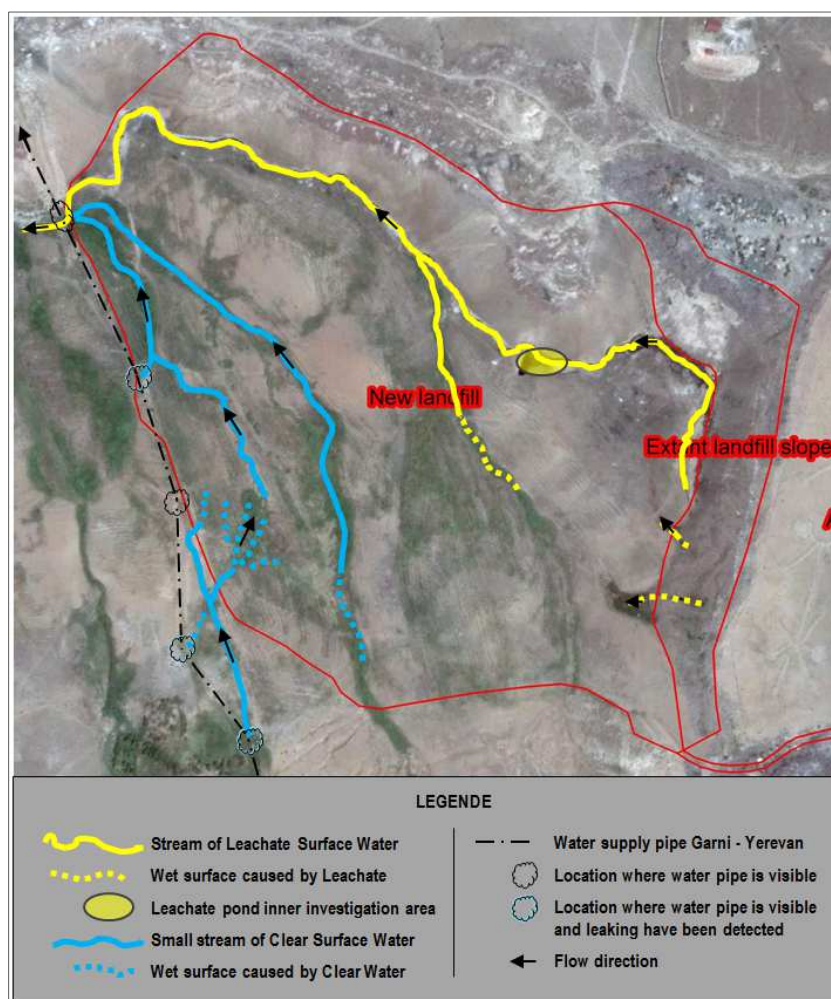 New landfill
Extant landfill slope
A
LEGENDE
Stream of Leachate Surface Water
Wet surface caused by Leachate
Leachate pond inner investigation area
Small stream of Clear Surface Water
Wet surface caused by Clear Water
Water supply pipe Garni - Yerevan
Location where water pipe is visible
Location where water pipe is visible
and leaking have been detected
Flow direction